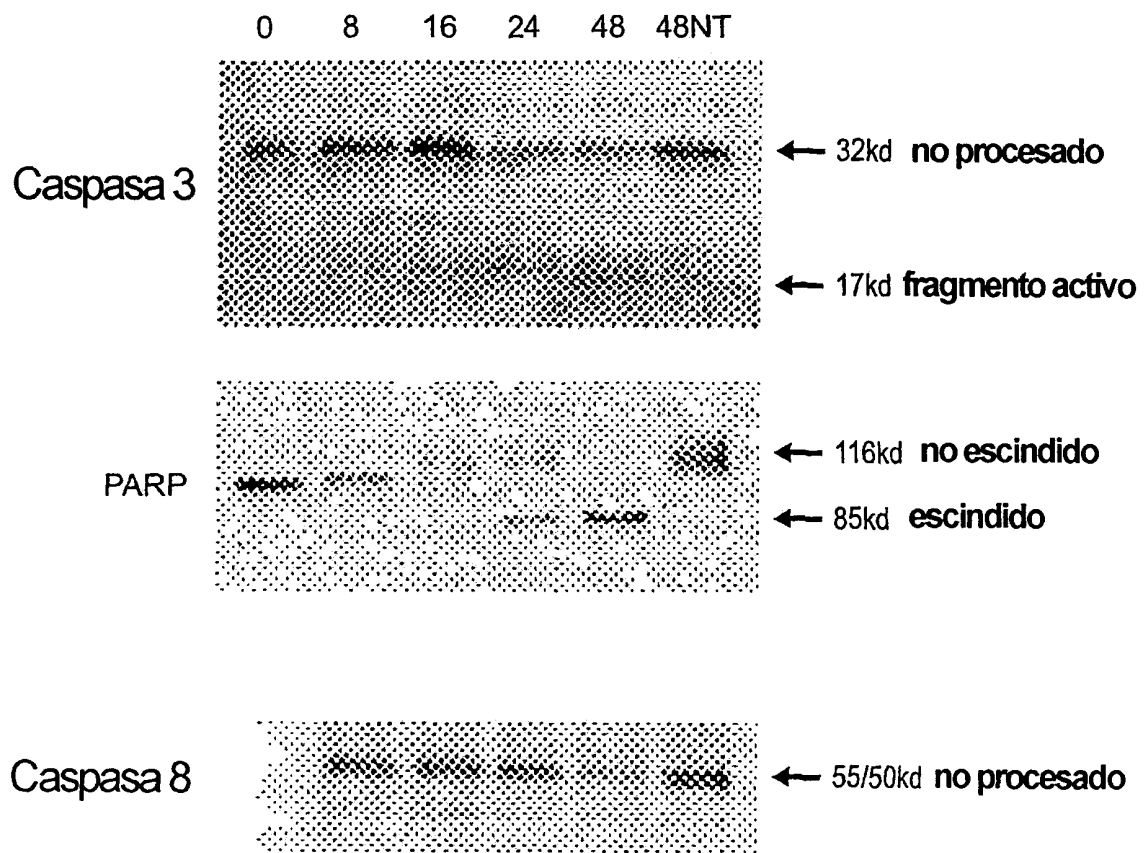 0 8 16 24 48 48NT
Caspasa 3
32kd no procesado
17kd fragmento activo
PARP
116kd no escindido
85kd escindido
Caspasa 8
55/50kd no procesado